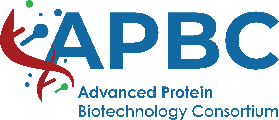 APBC
Advanced Protein
Biotechnology Consortium